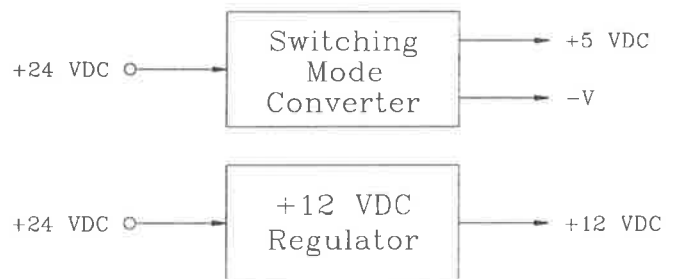 Switching
Mode
Converter
+24 VDC
+5 VDC
-V
+12 VDC
Regulator
+24 VDC
+12 VDC